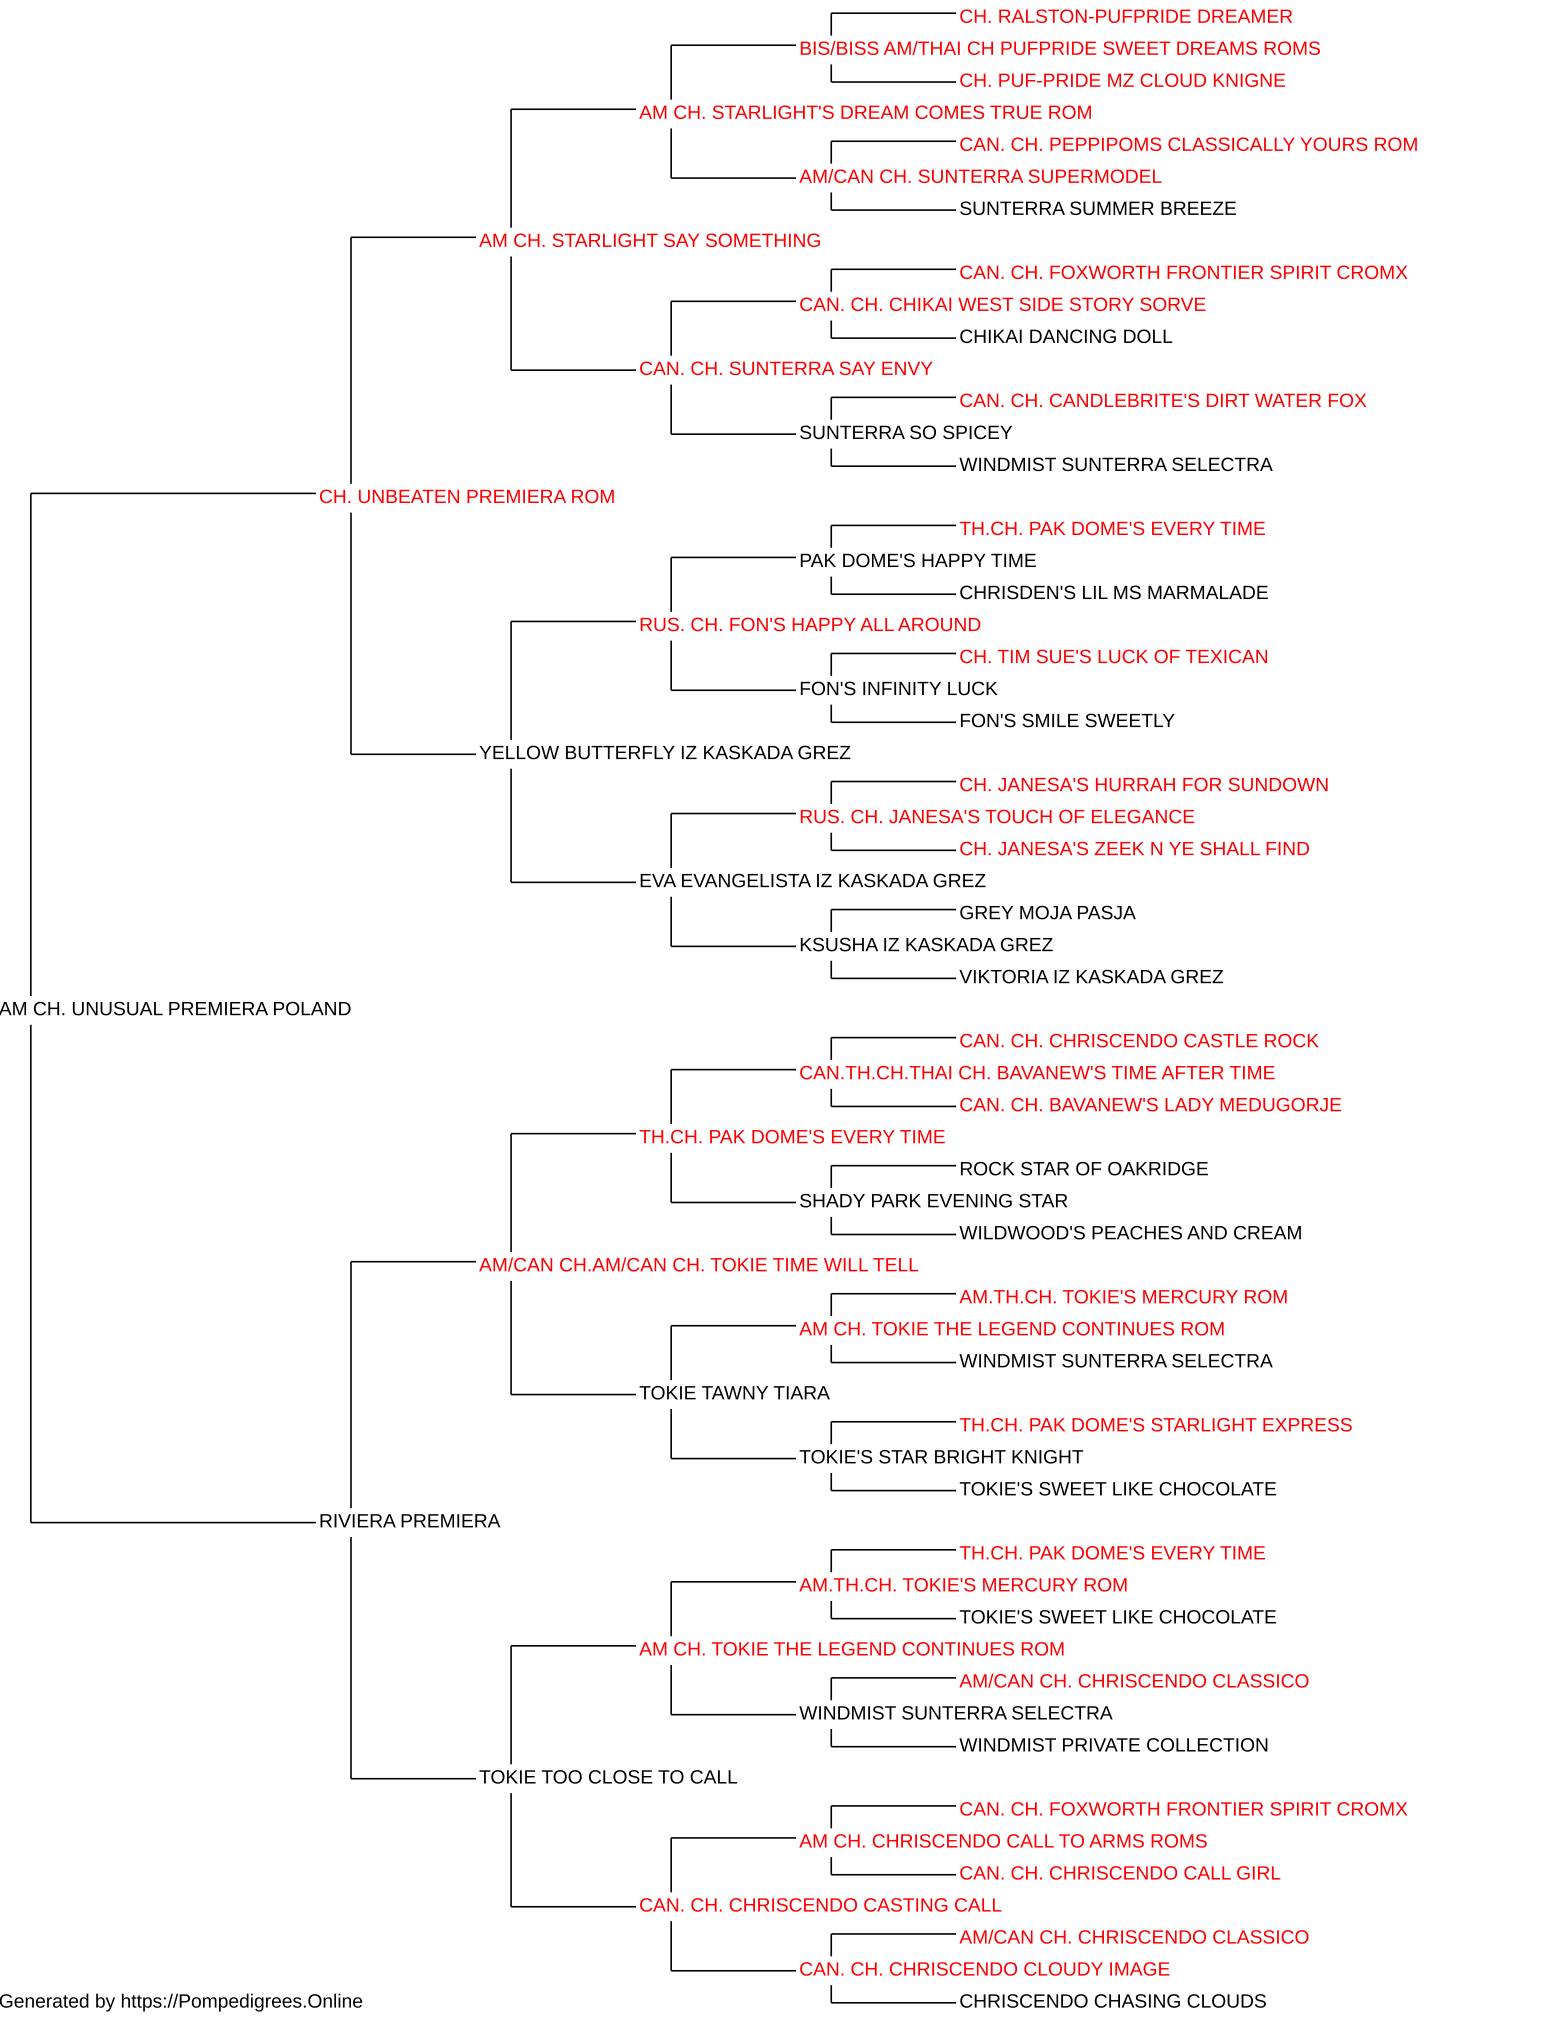 CH. RALSTON-PUFPRIDE DREAMER
BIS/BISS AM/THAI CH PUFPRIDE SWEET DREAMS ROMS
CH. PUF-PRIDE MZ CLOUD KNIGNE
AM CH. STARLIGHT'S DREAM COMES TRUE ROM
CAN. CH. PEPPIPOMS CLASSICALLY YOURS ROM
AM/CAN CH. SUNTERRA SUPERMODEL
SUNTERRA SUMMER BREEZE
AM CH. STARLIGHT SAY SOMETHING
CAN. CH. FOXWORTH FRONTIER SPIRIT CROMX
CAN. CH. CHIKAI WEST SIDE STORY SORVE
CHIKAI DANCING DOLL
CAN. CH. SUNTERRA SAY ENVY
CAN. CH. CANDLEBRITE'S DIRT WATER FOX
SUNTERRA SO SPICEY
WINDMIST SUNTERRA SELECTRA
CH. UNBEATEN PREMIERA ROM
TH.CH. PAK DOME'S EVERY TIME
PAK DOME'S HAPPY TIME
CHRISDEN'S LIL MS MARMALADE
RUS. CH. FON'S HAPPY ALL AROUND
CH. TIM SUE'S LUCK OF TEXICAN
FON'S INFINITY LUCK
FON'S SMILE SWEETLY
YELLOW BUTTERFLY IZ KASKADA GREZ
CH. JANESA'S HURRAH FOR SUNDOWN
RUS. CH. JANESA'S TOUCH OF ELEGANCE
CH. JANESA'S ZEEK N YE SHALL FIND
EVA EVANGELISTA IZ KASKADA GREZ
GREY MOJA PASJA
KSUSHA IZ KASKADA GREZ
VIKTORIA IZ KASKADA GREZ
AM CH. UNUSUAL PREMIERA POLAND
CAN. CH. CHRISCENDO CASTLE ROCK
CAN.TH.CH.THAI CH. BAVANEW'S TIME AFTER TIME
CAN. CH. BAVANEW'S LADY MEDUGORJE
TH.CH. PAK DOME'S EVERY TIME
ROCK STAR OF OAKRIDGE
SHADY PARK EVENING STAR
WILDWOOD'S PEACHES AND CREAM
AM/CAN CH.AM/CAN CH. TOKIE TIME WILL TELL
AM.TH.CH. TOKIE'S MERCURY ROM
AM CH. TOKIE THE LEGEND CONTINUES ROM
WINDMIST SUNTERRA SELECTRA
TOKIE TAWNY TIARA
TH.CH. PAK DOME'S STARLIGHT EXPRESS
TOKIE'S STAR BRIGHT KNIGHT
TOKIE'S SWEET LIKE CHOCOLATE
RIVIERA PREMIERA
TH.CH. PAK DOME'S EVERY TIME
AM.TH.CH. TOKIE'S MERCURY ROM
TOKIE'S SWEET LIKE CHOCOLATE
AM CH. TOKIE THE LEGEND CONTINUES ROM
AM/CAN CH. CHRISCENDO CLASSICO
WINDMIST SUNTERRA SELECTRA
WINDMIST PRIVATE COLLECTION
TOKIE TOO CLOSE TO CALL
CAN. CH. FOXWORTH FRONTIER SPIRIT CROMX
AM CH. CHRISCENDO CALL TO ARMS ROMS
CAN. CH. CHRISCENDO CALL GIRL
CAN. CH. CHRISCENDO CASTING CALL
AM/CAN CH. CHRISCENDO CLASSICO
CAN. CH. CHRISCENDO CLOUDY IMAGE
CHRISCENDO CHASING CLOUDS
Generated by https://Pompedigrees.Online